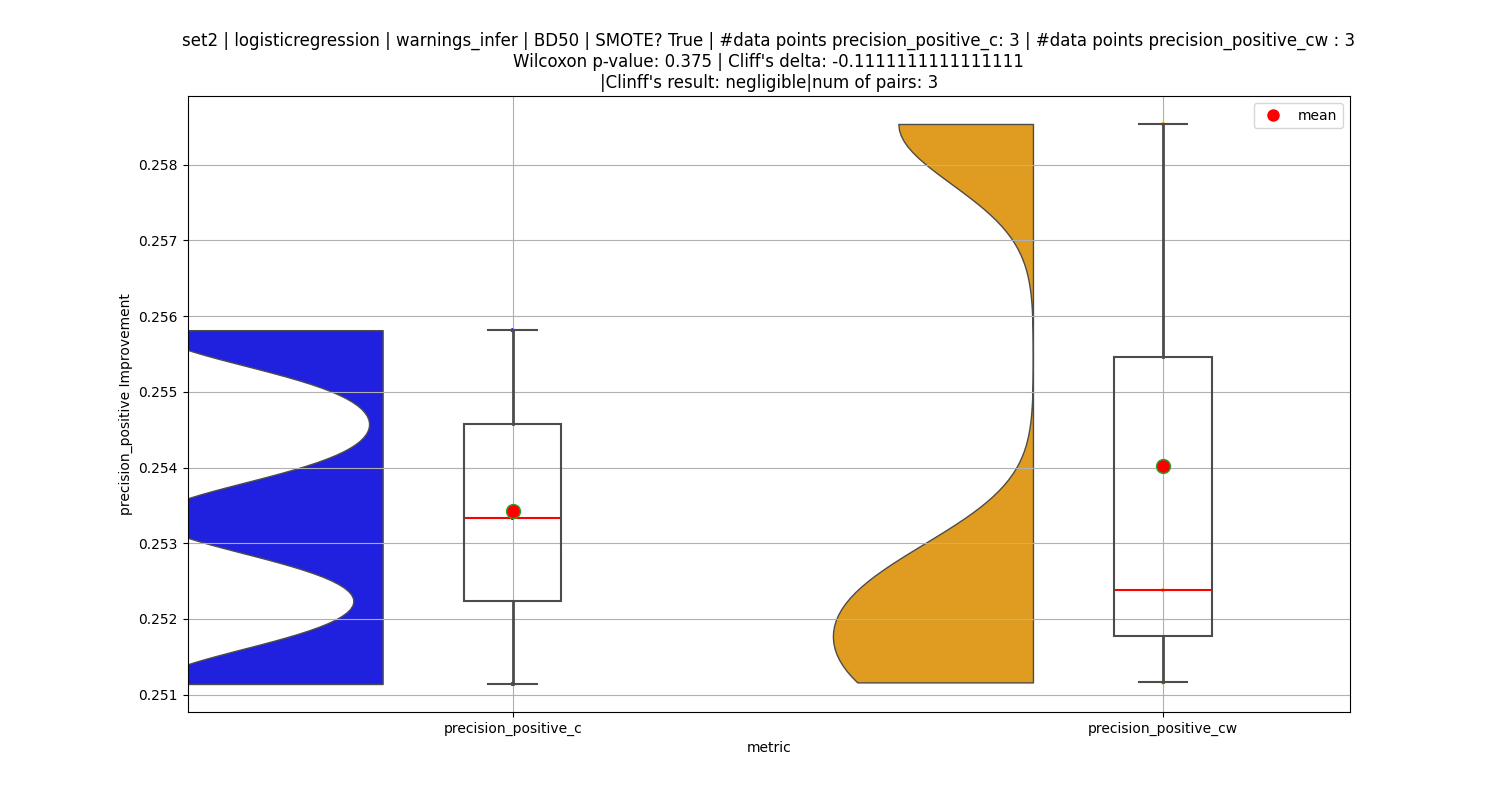 set2 | logisticregression | warnings_infer | BD50 | SMOTE? True | #data points precision_positive_c: 3 | #data points precision_positive_cw : 3
Wilcoxon p-value: 0.375 | Cliff's delta: -0.1111111111111111
|Clinff's result: negligible|num of pairs: 3
mean
0.258
0.257
0.256
0.255
0.254
0.253
0.252
0.251
precision_positive Improvement
precision_positive_c
precision_positive_cw
metric